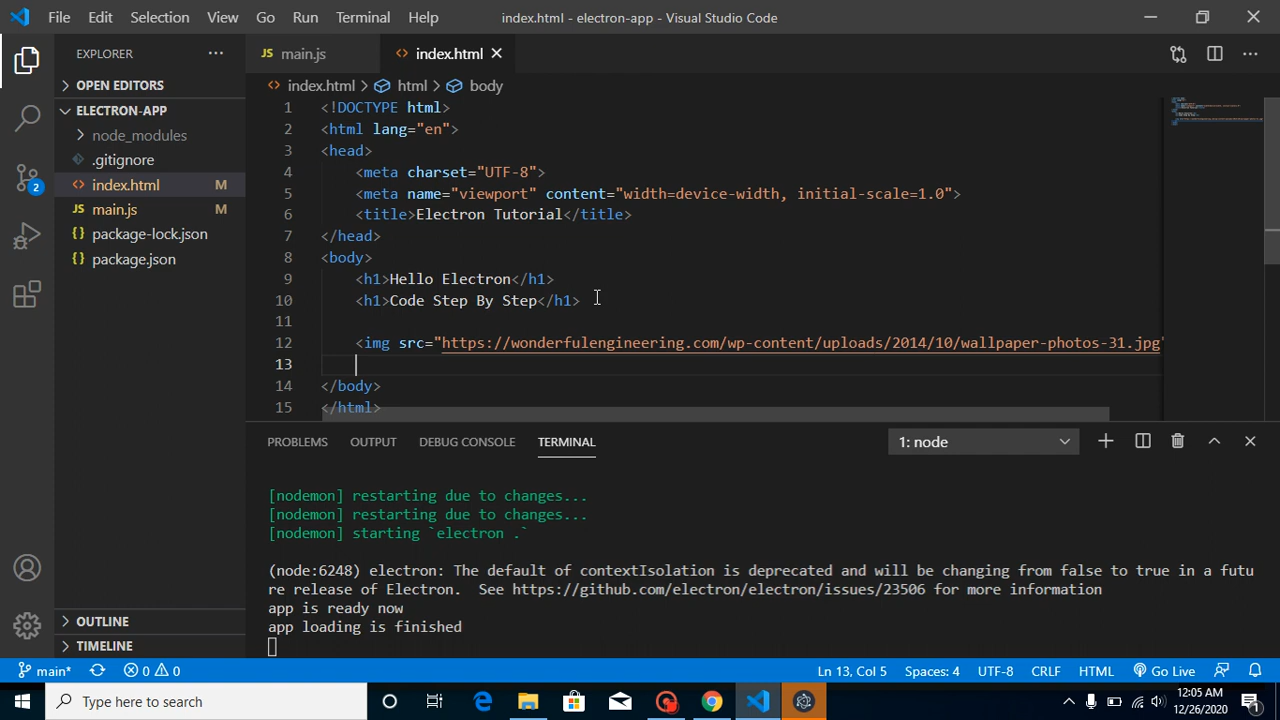 File Edit Selection View Go Run Terminal Help
index.html - electron-app - Visual Studio Code
EXPLORER
JS main.js
<> index.html
OPEN EDITORS
ELECTRON-APP
node_modules
.gitignore
<> index.html M
JS main.js M
package-lock.json
package.json
OUTLINE
TIMELINE
2
index.html > html > body
1 <!DOCTYPE html>
2 <html lang="en">
3 <head>
4 <meta charset="UTF-8">
5 <meta name="viewport" content="width=device-width, initial-scale=1.0">
6 <title>Electron Tutorial</title>
7 </head>
8 <body>
9 <h1>Hello Electron</h1>
10 <h1>Code Step By Step</h1>
11
12 <img src="https://wonderfulengineering.com/wp-content/uploads/2014/10/wallpaper-photos-31.jpg"
13
14 </body>
15 </html>
PROBLEMS OUTPUT DEBUG CONSOLE TERMINAL 1: node
[nodemon] restarting due to changes...
[nodemon] restarting due to changes...
[nodemon] starting `electron .`
(node:6248) electron: The default of contextIsolation is deprecated and will be changing from false to true in a futu
re release of Electron. See https://github.com/electron/electron/issues/23506 for more information
app is ready now
app loading is finished
main* 0 0 Ln 13, Col 5 Spaces: 4 UTF-8 CRLF HTML Go Live
Type here to search
12:05 AM
12/26/2020
1